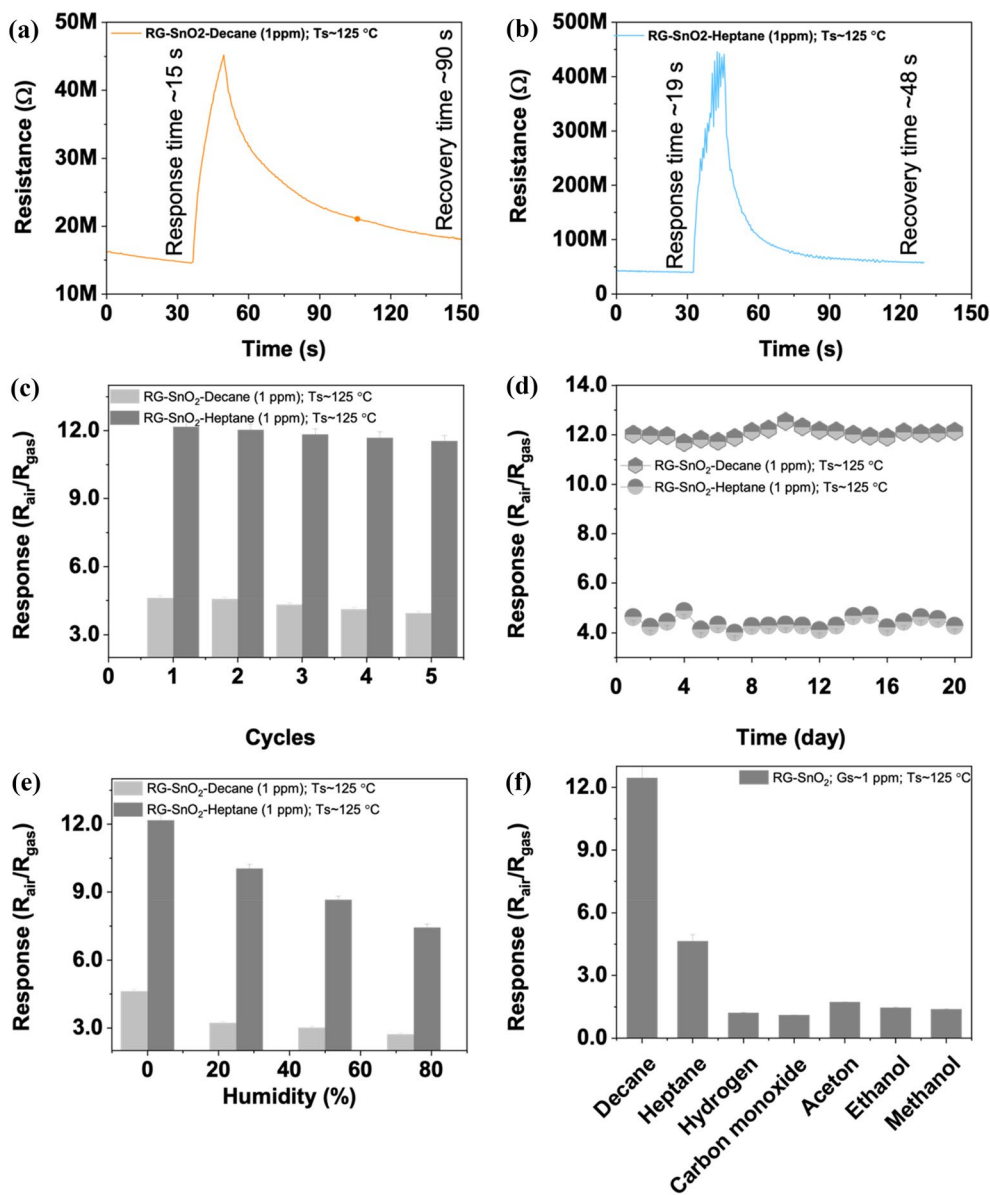 (a)
50M
40M
30M
20M
10M
Resistance (Ω)
RG-SnO2-Decane (1ppm); Ts~125 °C
Response time ~15 s
Recovery time ~90 s
0 30 60 90 120 150
Time (s)
(b)
500M
400M
300M
200M
100M
0
Resistance (Ω)
RG-SnO2-Heptane (1ppm); Ts~125 °C
Response time ~19 s
Recovery time ~48 s
0 30 60 90 120 150
Time (s)
(c)
12.0
9.0
6.0
3.0
Response (Rair/Rgas)
RG-SnO2-Decane (1 ppm); Ts~125 °C
RG-SnO2-Heptane (1 ppm); Ts~125 °C
0 1 2 3 4 5
Cycles
(d)
14.0
12.0
10.0
8.0
6.0
4.0
Response (Rair/Rgas)
RG-SnO2-Decane (1 ppm); Ts~125 °C
RG-SnO2-Heptane (1 ppm); Ts~125 °C
0 4 8 12 16 20
Time (day)
(e)
12.0
9.0
6.0
3.0
Response (Rair/Rgas)
RG-SnO2-Decane (1 ppm); Ts~125 °C
RG-SnO2-Heptane (1 ppm); Ts~125 °C
0 20 40 60 80
Humidity (%)
(f)
12.0
9.0
6.0
3.0
0.0
Response (Rair/Rgas)
RG-SnO2; Gs~1 ppm; Ts~125 °C
Decane
Heptane
Hydrogen
Carbon monoxide
Aceton
Ethanol
Methanol